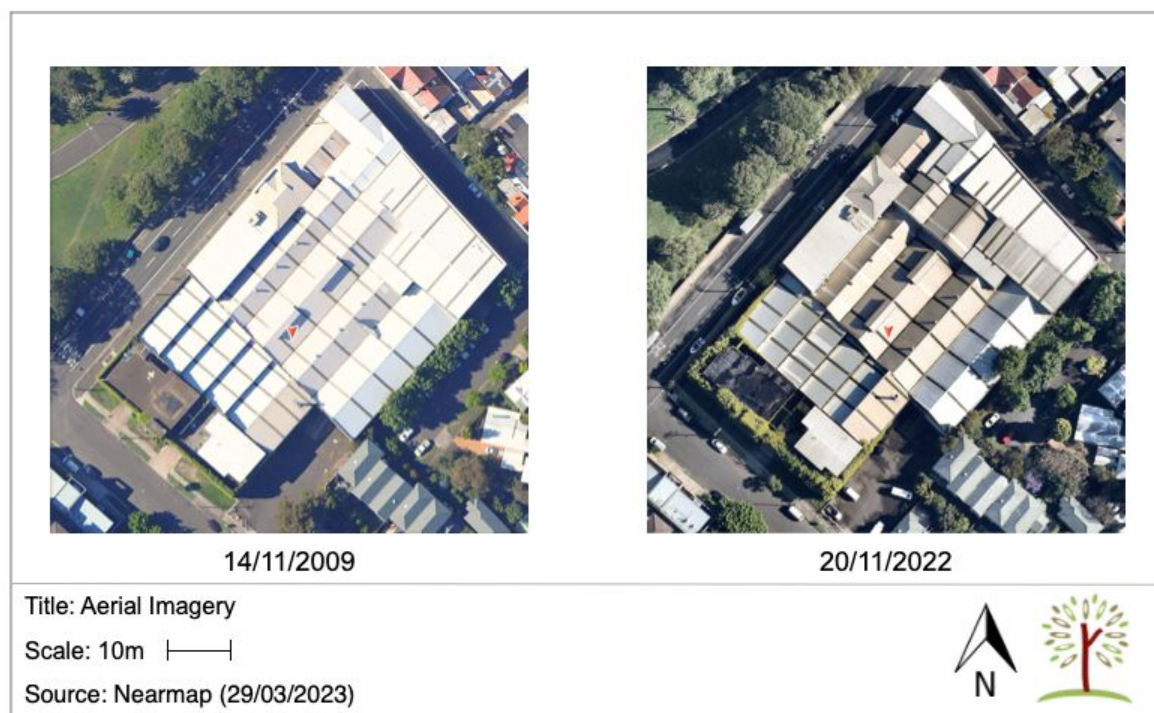 14/11/2009
20/11/2022
Title: Aerial Imagery
Scale: 10m
Source: Nearmap (29/03/2023)
N